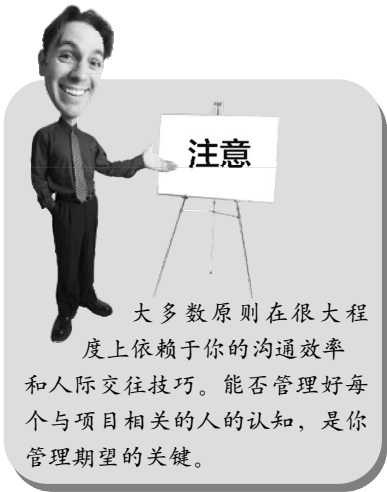 注意
大多数原则在很大程
度上依赖于你的沟通效率
和人际交往技巧。能否管理好每
个与项目相关的人的认知，是你
管理期望的关键。